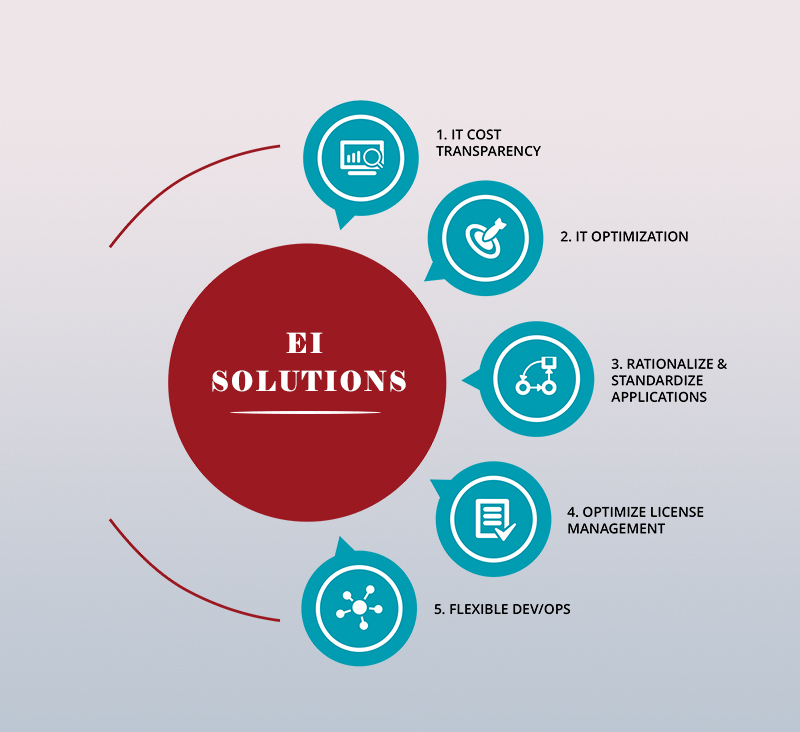 EI
SOLUTIONS
1. IT COST
TRANSPARENCY
2. IT OPTIMIZATION
3. RATIONALIZE &
STANDARDIZE
APPLICATIONS
4. OPTIMIZE LICENSE
MANAGEMENT
5. FLEXIBLE DEV/OPS